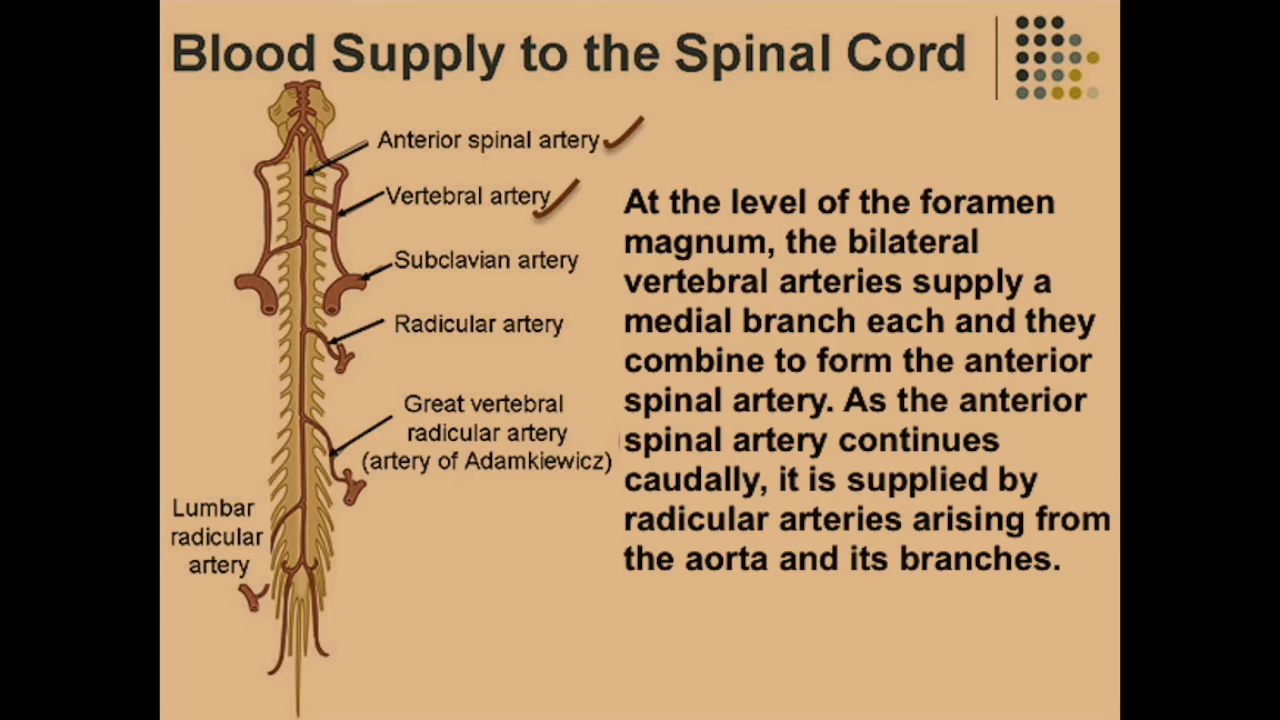 Blood Supply to the Spinal Cord
Anterior spinal artery
Vertebral artery
Subclavian artery
Radicular artery
Great vertebral
radicular artery
(artery of Adamkiewicz)
Lumbar
radicular
artery
At the level of the foramen
magnum, the bilateral
vertebral arteries supply a
medial branch each and they
combine to form the anterior
spinal artery. As the anterior
spinal artery continues
caudally, it is supplied by
radicular arteries arising from
the aorta and its branches.